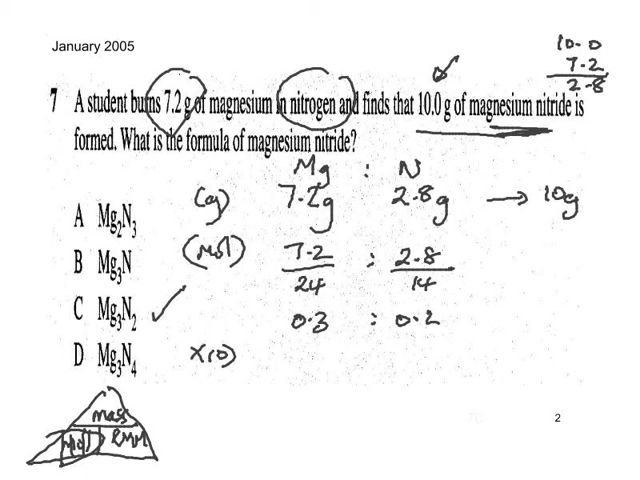 January 2005
10.0
7.2
2.8
7 A student burns 7.2 g of magnesium in nitrogen and finds that 10.0 g of magnesium nitride is
formed. What is the formula of magnesium nitride?
Mg : N
(g) 7.2g 2.8g → 10g
A Mg₂N₃
(mol) 7.2/24 : 2.8/14
B Mg₃N
C Mg₃N₂ ✓ 0.3 : 0.2
D Mg₃N₄ x10)
mass
mol RMM
2